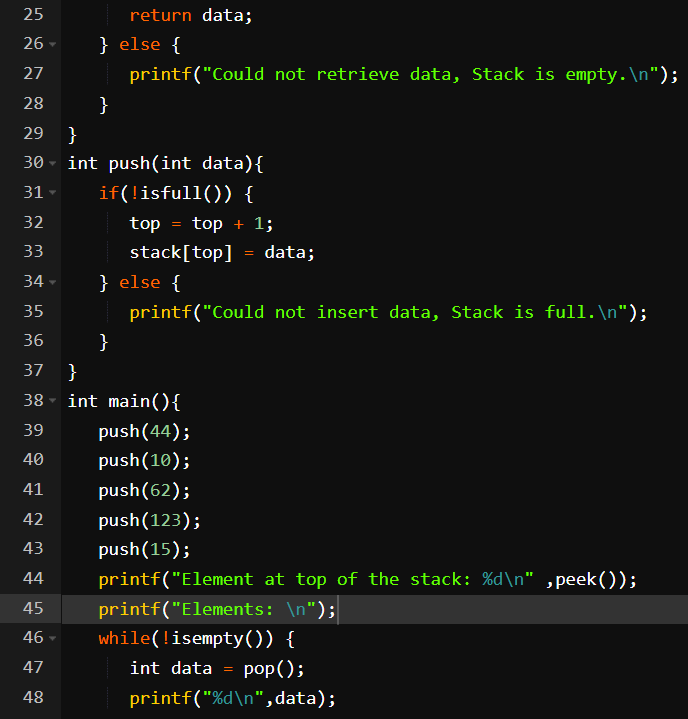 25 return data;
26 } else {
27 printf("Could not retrieve data, Stack is empty.\n");
28 }
29 }
30 int push(int data){
31 if(!isfull()) {
32 top = top + 1;
33 stack[top] = data;
34 } else {
35 printf("Could not insert data, Stack is full.\n");
36 }
37 }
38 int main(){
39 push(44);
40 push(10);
41 push(62);
42 push(123);
43 push(15);
44 printf("Element at top of the stack: %d\n" ,peek());
45 printf("Elements: \n");
46 while(!isempty()) {
47 int data = pop();
48 printf("%d\n",data);